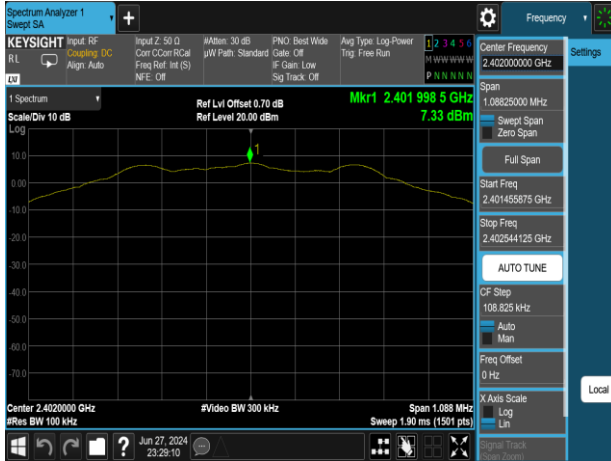 Spectrum Analyzer 1
Swept SA
+
Frequency
KEYSIGHT
RL
LXI
Input: RF
Coupling: DC
Align: Auto
Input Z: 50 Ω
Corr CCorr RCal
Freq Ref: Int (S)
NFE: Off
#Atten: 30 dB
µW Path: Standard
PNO: Best Wide
Gate: Off
IF Gain: Low
Sig Track: Off
Avg Type: Log-Power
Trig: Free Run
1 2 3 4 5 6
M W W W W W
P N N N N N
1 Spectrum
Scale/Div 10 dB
Log
Ref Lvl Offset 0.70 dB
Ref Level 20.00 dBm
Mkr1 2.401 998 5 GHz
7.33 dBm
1
10.0
0.00
-10.0
-20.0
-30.0
-40.0
-50.0
-60.0
-70.0
Center 2.4020000 GHz
#Res BW 100 kHz
#Video BW 300 kHz
Span 1.088 MHz
Sweep 1.90 ms (1501 pts)
Center Frequency
2.402000000 GHz
Settings
Span
1.08825000 MHz
Swept Span
Zero Span
Full Span
Start Freq
2.401455875 GHz
Stop Freq
2.402544125 GHz
AUTO TUNE
CF Step
108.825 kHz
Auto
Man
Freq Offset
0 Hz
X Axis Scale
Log
Lin
Signal Track
(Span Zoom)
Local
?
Jun 27, 2024
23:29:10